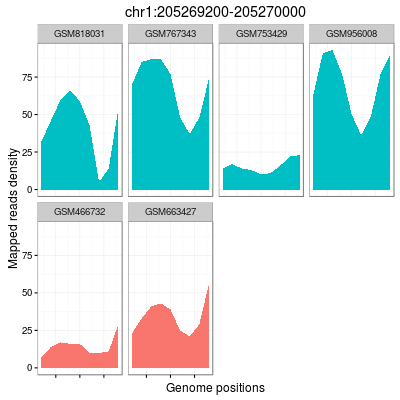 chr1:205269200-205270000
GSM818031 GSM767343 GSM753429 GSM956008
75
50
25
0
GSM466732 GSM663427
75
50
25
0
Mapped reads density
Genome positions